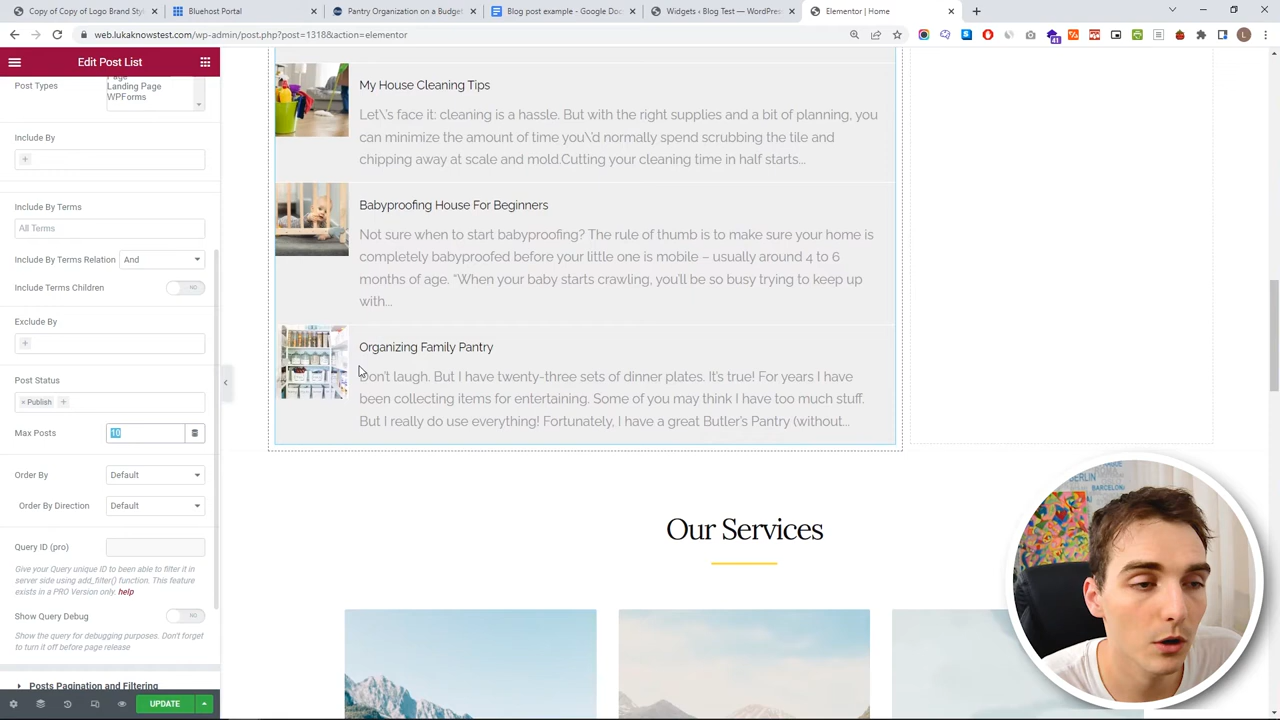 Copy of Copy of Logo Brand Styl
Bluehost Portal
Pantry Organization on a Budget
Blog post example - Google Docs
Widgets ‹ Blog Test — WordPress
Elementor | Home
web.lukaknowstest.com/wp-admin/post.php?post=1318&action=elementor
41
L
Edit Post List
Page
Post Types
Landing Page
WPForms
Include By
Include By Terms
All Terms
Include By Terms Relation
And
Include Terms Children
NO
Exclude By
Post Status
× Publish
Max Posts
10
Order By
Default
Order By Direction
Default
Query ID (pro)
Give your Query unique ID to been able to filter it in
server side using add_filter() function. This feature
exists in a PRO Version only. help
Show Query Debug
NO
Show the query for debugging purposes. Don't forget
to turn it off before page release
Posts Pagination and Filtering
UPDATE
My House Cleaning Tips
Let\'s face it: cleaning is a hassle. But with the right supplies and a bit of planning, you
can minimize the amount of time you\'d normally spend scrubbing the tile and
chipping away at scale and mold.Cutting your cleaning time in half starts...
Babyproofing House For Beginners
Not sure when to start babyproofing? The rule of thumb is to make sure your home is
completely babyproofed before your little one is mobile – usually around 4 to 6
months of age. “When your baby starts crawling, you'll be so busy trying to keep up
with...
Organizing Family Pantry
Don't laugh. But I have twenty-three sets of dinner plates. It's true! For years I have
been collecting items for entertaining. Some of you may think I have too much stuff.
But I really do use everything! Fortunately, I have a great Butler's Pantry (without...
Our Services
BERLIN
BARCELON